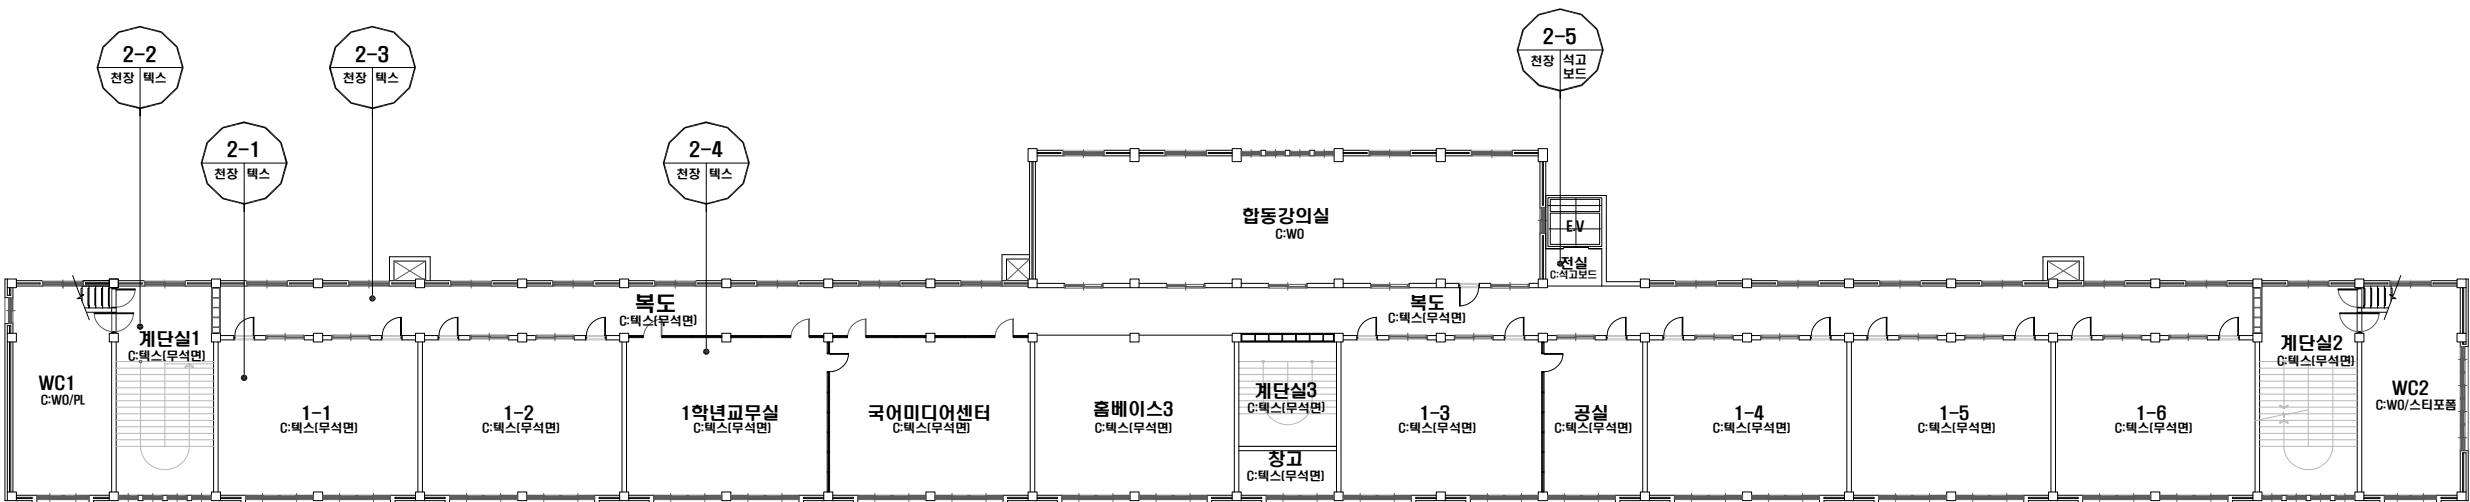 2-2
천장 텍스
2-3
천장 텍스
2-5
천장 석고
보드
2-1
천장 텍스
2-4
천장 텍스
합동강의실
C:WO
E.V
전실
C:석고보드
복도
C:텍스(무석면)
복도
C:텍스(무석면)
계단실1
C:텍스(무석면)
계단실2
C:텍스(무석면)
WC1
C:WO/PL
1-1
C:텍스(무석면)
1-2
C:텍스(무석면)
1학년교무실
C:텍스(무석면)
국어미디어센터
C:텍스(무석면)
홈베이스3
C:텍스(무석면)
계단실3
C:텍스(무석면)
창고
C:텍스(무석면)
1-3
C:텍스(무석면)
공실
C:텍스(무석면)
1-4
C:텍스(무석면)
1-5
C:텍스(무석면)
1-6
C:텍스(무석면)
WC2
C:WO/스티포폼